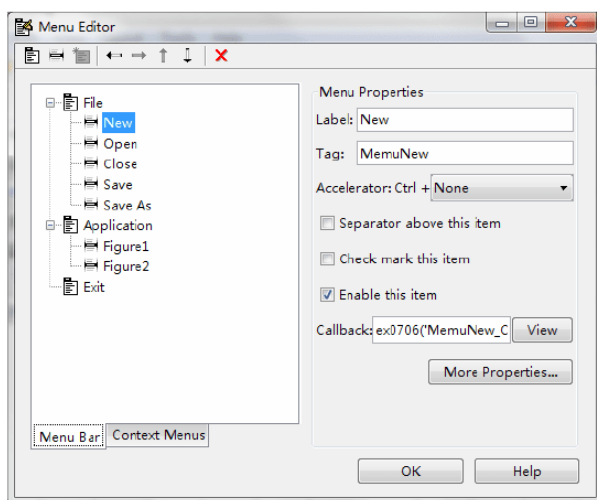 Menu Editor
File
New
Open
Close
Save
Save As
Application
Figure1
Figure2
Exit
Menu Bar
Context Menus
Menu Properties
Label: New
Tag: MemuNew
Accelerator: Ctrl + None
Separator above this item
Check mark this item
Enable this item
Callback: ex0706('MemuNew_C View
More Properties...
OK
Help